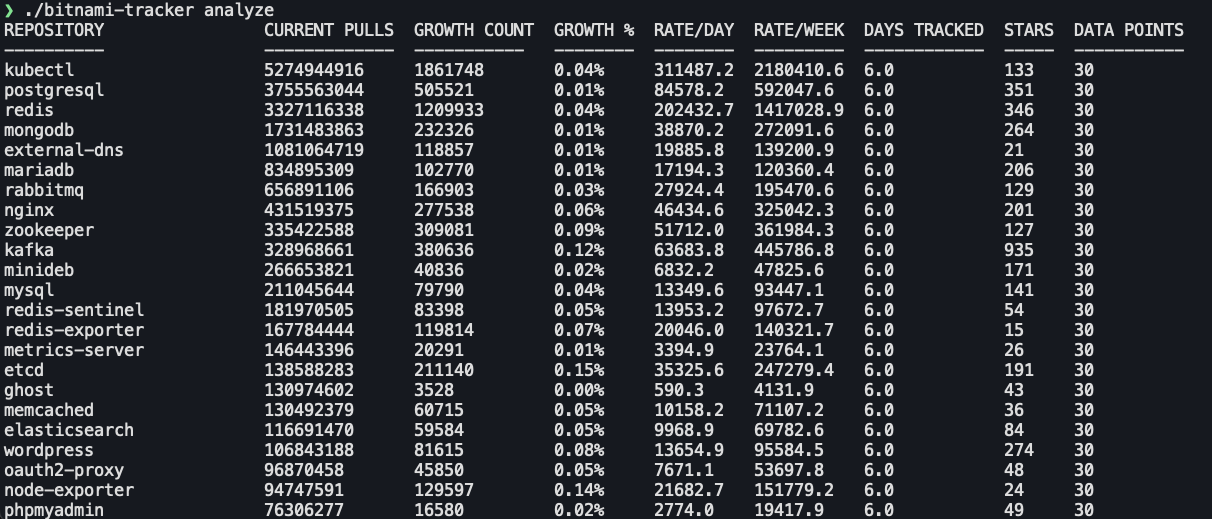 ❯ ./bitnami-tracker analyze
REPOSITORY CURRENT PULLS GROWTH COUNT GROWTH % RATE/DAY RATE/WEEK DAYS TRACKED STARS DATA POINTS
kubectl 5274944916 1861748 0.04% 311487.2 2180410.6 6.0 133 30
postgresql 3755563044 505521 0.01% 84578.2 592047.6 6.0 351 30
redis 3327116338 1209933 0.04% 202432.7 1417028.9 6.0 346 30
mongodb 1731483863 232326 0.01% 38870.2 272091.6 6.0 264 30
external-dns 1081064719 118857 0.01% 19885.8 139200.9 6.0 21 30
mariadb 834895309 102770 0.01% 17194.3 120360.4 6.0 206 30
rabbitmq 656891106 166903 0.03% 27924.4 195470.6 6.0 129 30
nginx 431519375 277538 0.06% 46434.6 325042.3 6.0 201 30
zookeeper 335422588 309081 0.09% 51712.0 361984.3 6.0 127 30
kafka 328968661 380636 0.12% 63683.8 445786.8 6.0 935 30
minideb 266653821 40836 0.02% 6832.2 47825.6 6.0 171 30
mysql 211045644 79790 0.04% 13349.6 93447.1 6.0 141 30
redis-sentinel 181970505 83398 0.05% 13953.2 97672.7 6.0 54 30
redis-exporter 167784444 119814 0.07% 20046.0 140321.7 6.0 15 30
metrics-server 146443396 20291 0.01% 3394.9 23764.1 6.0 26 30
etcd 138588283 211140 0.15% 35325.6 247279.4 6.0 191 30
ghost 130974602 3528 0.00% 590.3 4131.9 6.0 43 30
memcached 130492379 60715 0.05% 10158.2 71107.2 6.0 36 30
elasticsearch 116691470 59584 0.05% 9968.9 69782.6 6.0 84 30
wordpress 106843188 81615 0.08% 13654.9 95584.5 6.0 274 30
oauth2-proxy 96870458 45850 0.05% 7671.1 53697.8 6.0 48 30
node-exporter 94747591 129597 0.14% 21682.7 151779.2 6.0 24 30
phpmyadmin 76306277 16580 0.02% 2774.0 19417.9 6.0 49 30